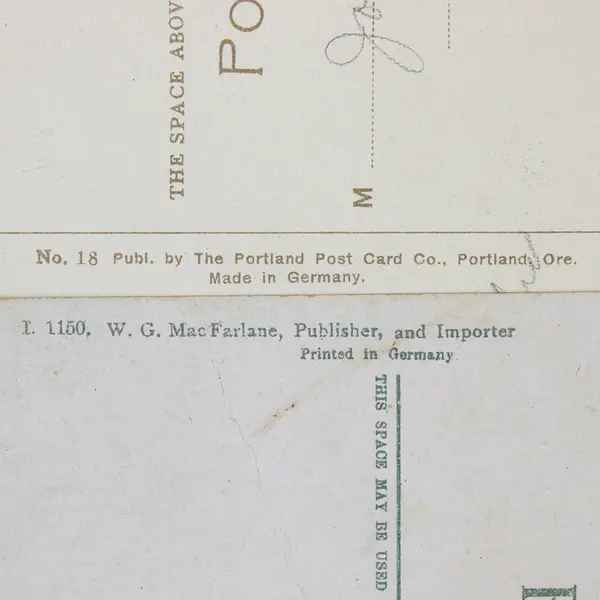 THE SPACE ABOV
PO
M
No. 18 Publ. by The Portland Post Card Co., Portland, Ore.
Made in Germany.
I. 1150. W. G. MacFarlane, Publisher, and Importer
Printed in Germany
THIS SPACE MAY BE USED